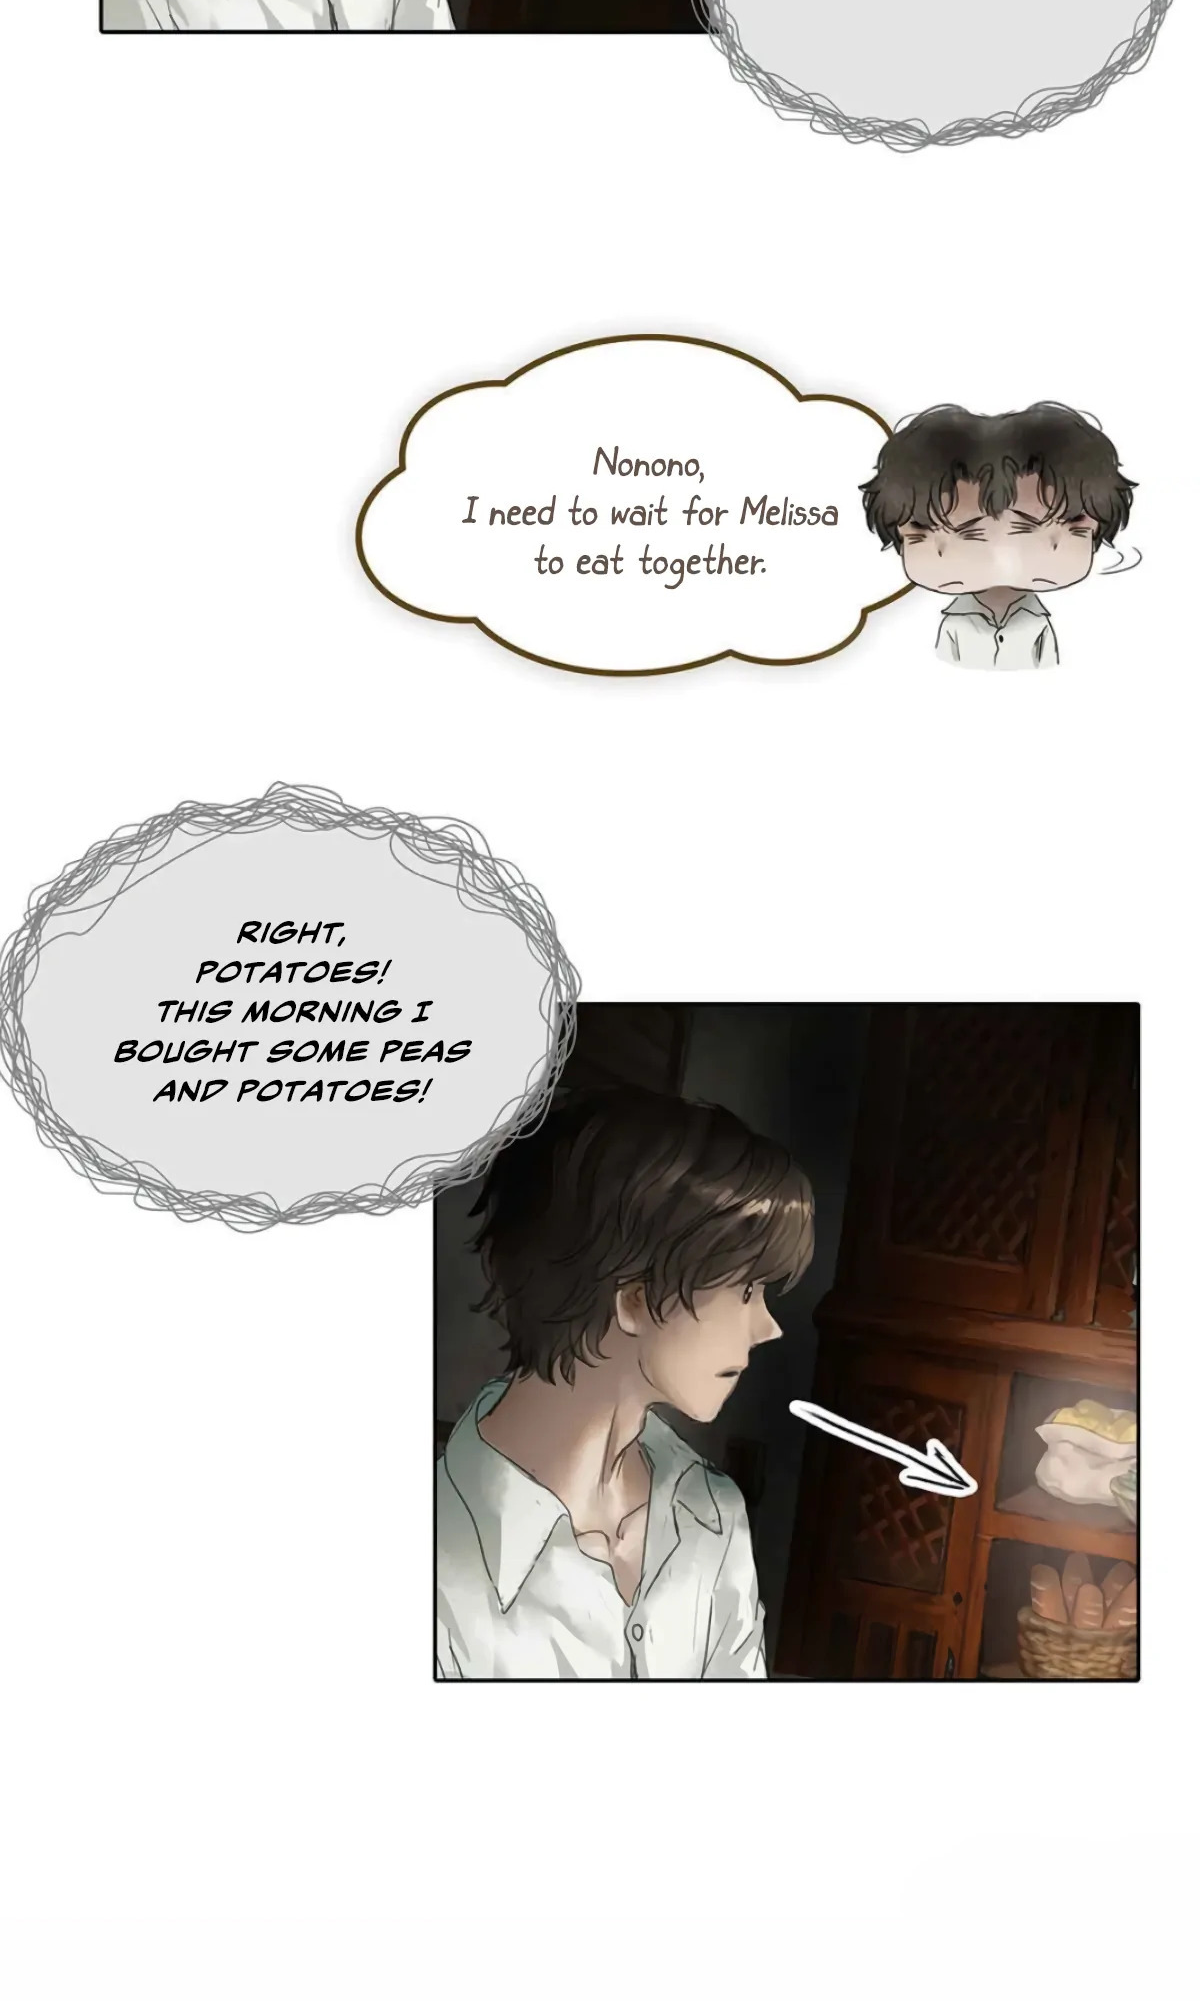 Nonono,
I need to wait for Melissa
to eat together.
RIGHT,
POTATOES!
THIS MORNING I
BOUGHT SOME PEAS
AND POTATOES!